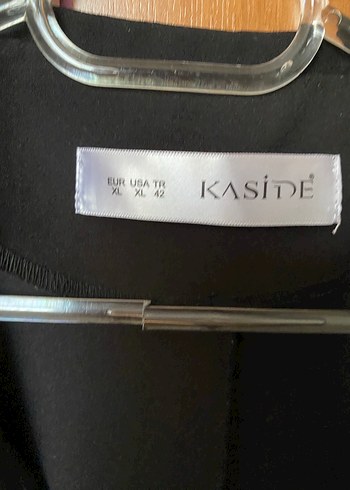 EUR USA TR
XL XL 42
KASİDE®